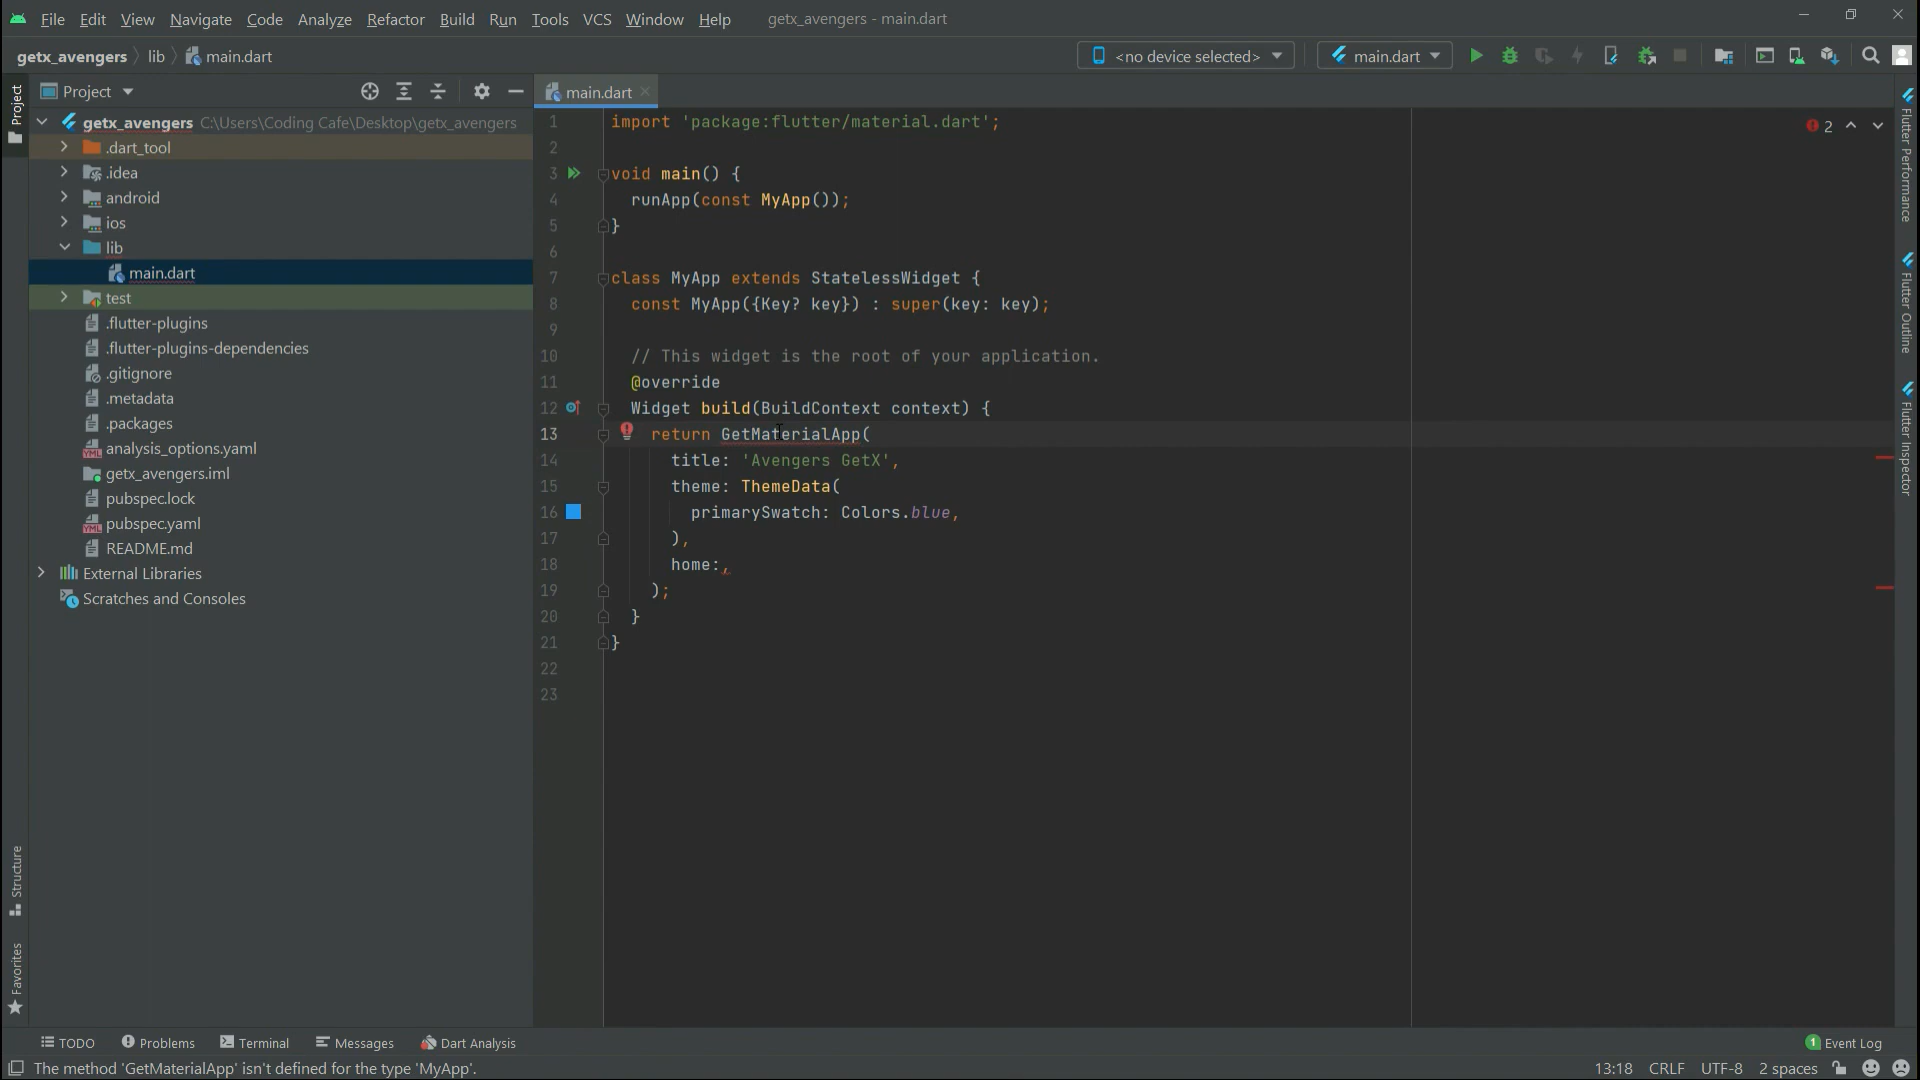 File Edit View Navigate Code Analyze Refactor Build Run Tools VCS Window Help getx_avengers - main.dart
getx_avengers lib main.dart <no device selected> main.dart
Project
Project
main.dart
getx_avengers C:\Users\Coding Cafe\Desktop\getx_avengers
.dart_tool
.idea
android
ios
lib
main.dart
test
.flutter-plugins
.flutter-plugins-dependencies
.gitignore
.metadata
.packages
analysis_options.yaml
getx_avengers.iml
pubspec.lock
pubspec.yaml
README.md
External Libraries
Scratches and Consoles
Structure
Favorites
1 import 'package:flutter/material.dart';
2
3 void main() {
4 runApp(const MyApp());
5 }
6
7 class MyApp extends StatelessWidget {
8 const MyApp({Key? key}) : super(key: key);
9
10 // This widget is the root of your application.
11 @override
12 Widget build(BuildContext context) {
13 return GetMaterialApp(
14 title: 'Avengers GetX',
15 theme: ThemeData(
16 primarySwatch: Colors.blue,
17 ),
18 home:,
19 );
20 }
21 }
22
23
2
Flutter Performance
Flutter Outline
Flutter Inspector
TODO Problems Terminal Messages Dart Analysis 1 Event Log
The method 'GetMaterialApp' isn't defined for the type 'MyApp'. 13:18 CRLF UTF-8 2 spaces